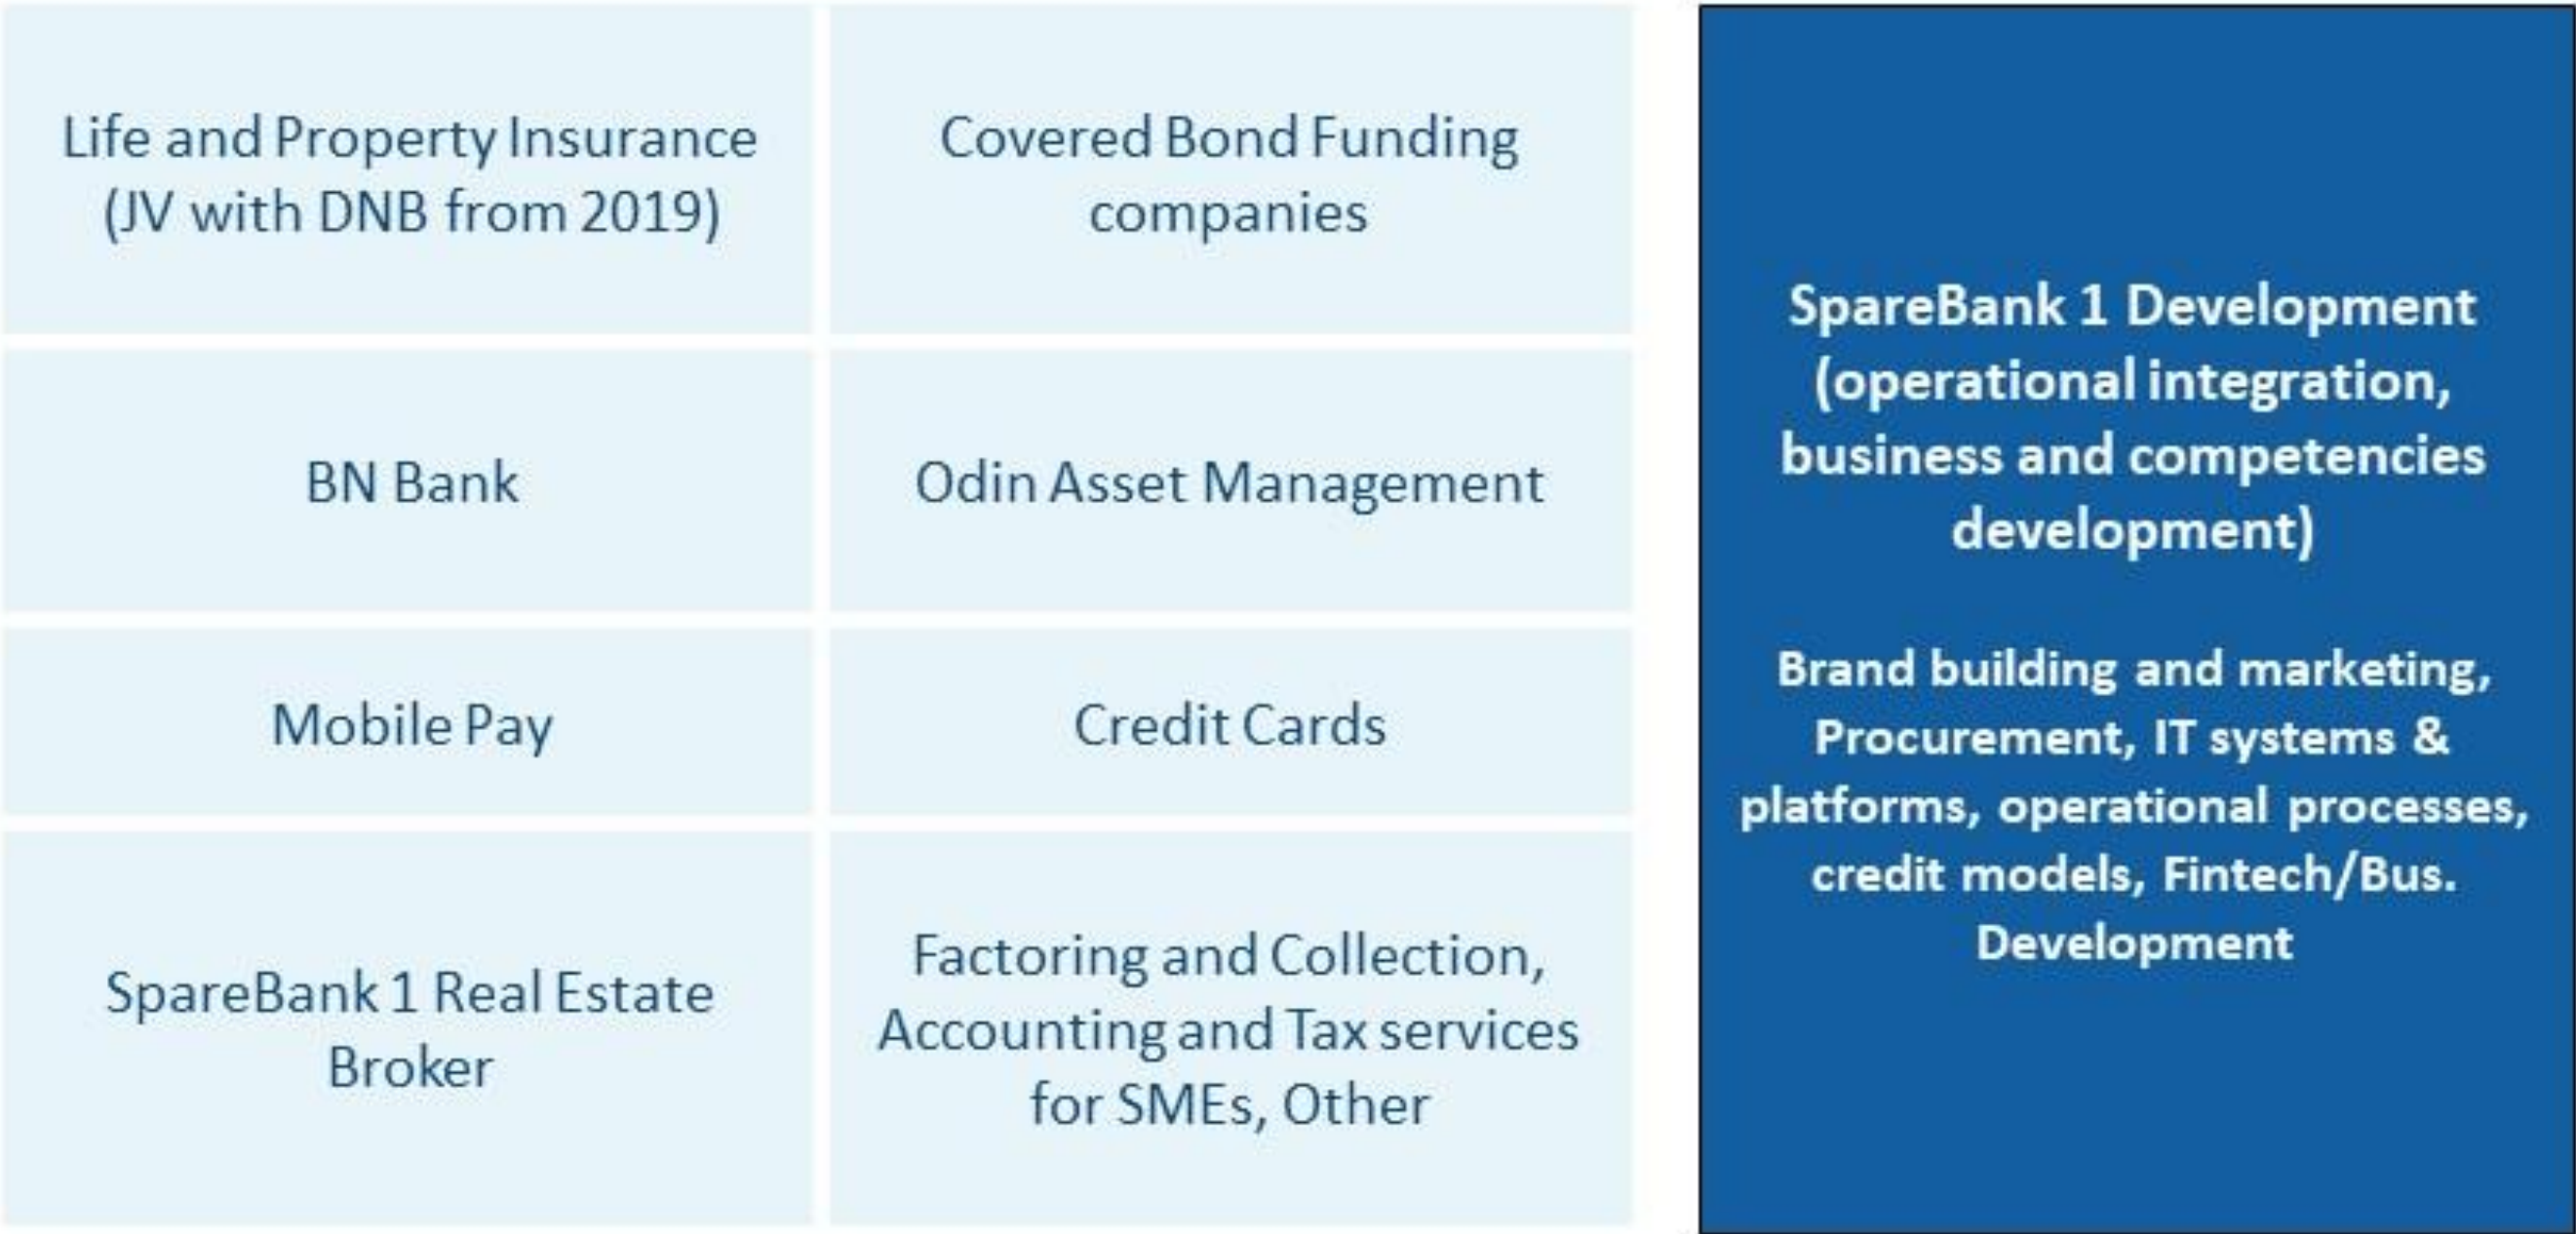 Life and Property Insurance
(JV with DNB from 2019)
Covered Bond Funding
companies
BN Bank
Odin Asset Management
Mobile Pay
Credit Cards
SpareBank 1 Real Estate
Broker
Factoring and Collection,
Accounting and Tax services
for SMEs, Other
SpareBank 1 Development
(operational integration,
business and competencies
development)
Brand building and marketing,
Procurement, IT systems &
platforms, operational processes,
credit models, Fintech/Bus.
Development